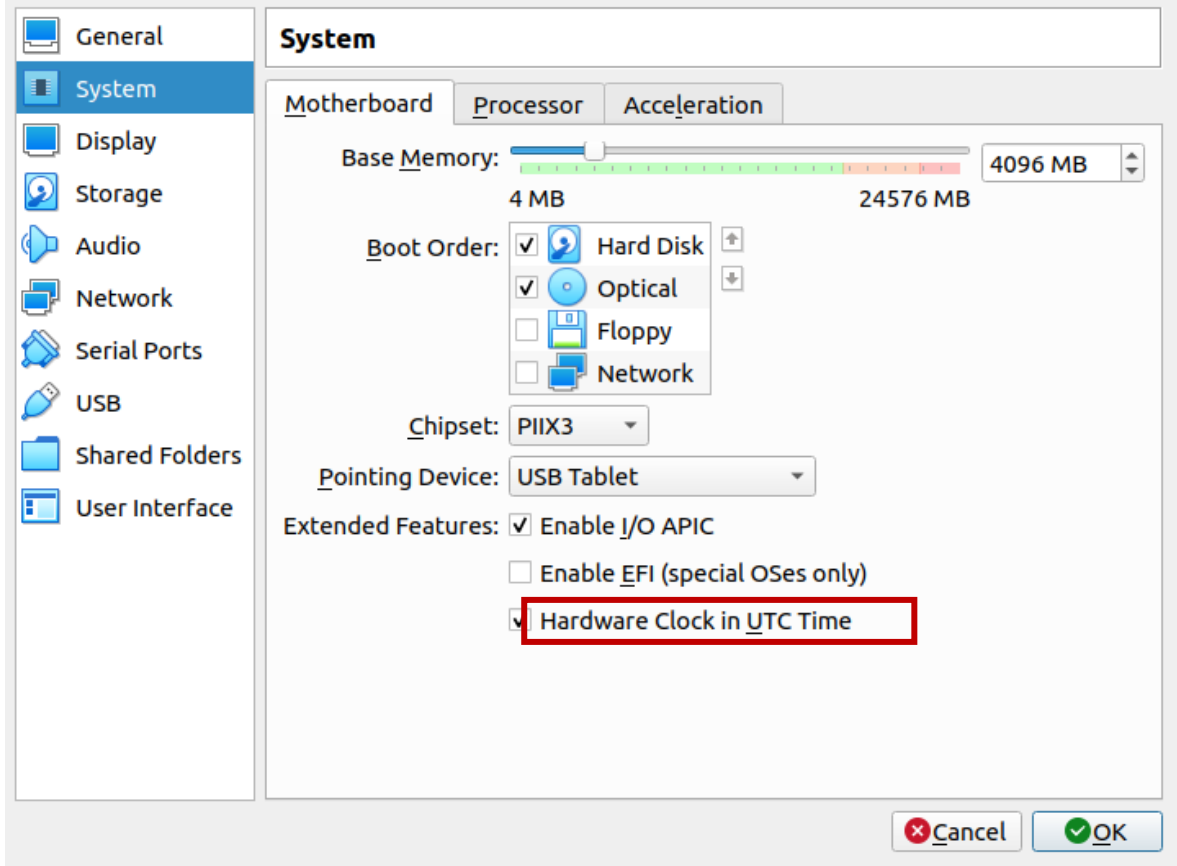 General
System
Display
Storage
Audio
Network
Serial Ports
USB
Shared Folders
User Interface
System
Motherboard Processor Acceleration
Base Memory: 4096 MB
4 MB 24576 MB
Boot Order: Hard Disk
Optical
Floppy
Network
Chipset: PIIX3
Pointing Device: USB Tablet
Extended Features: Enable I/O APIC
Enable EFI (special OSes only)
Hardware Clock in UTC Time
Cancel OK